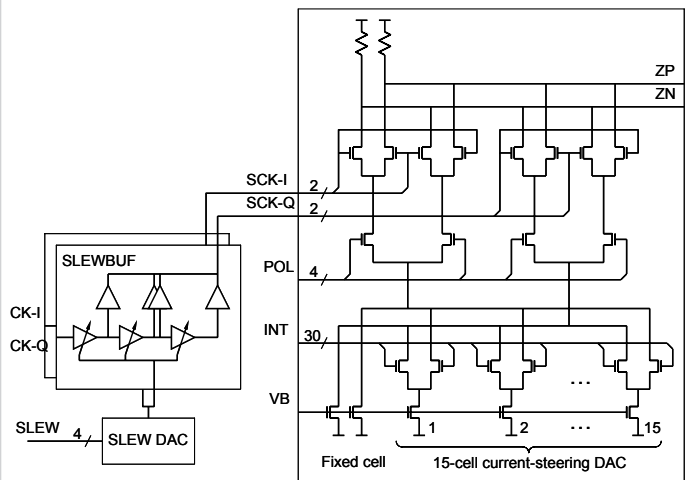 ZP
ZN
SCK-I
2
SCK-Q
2
SLEWBUF
POL
4
CK-I
INT
CK-Q
30
...
VB
SLEW
4
SLEW DAC
1
2
...
15
Fixed cell
15-cell current-steering DAC